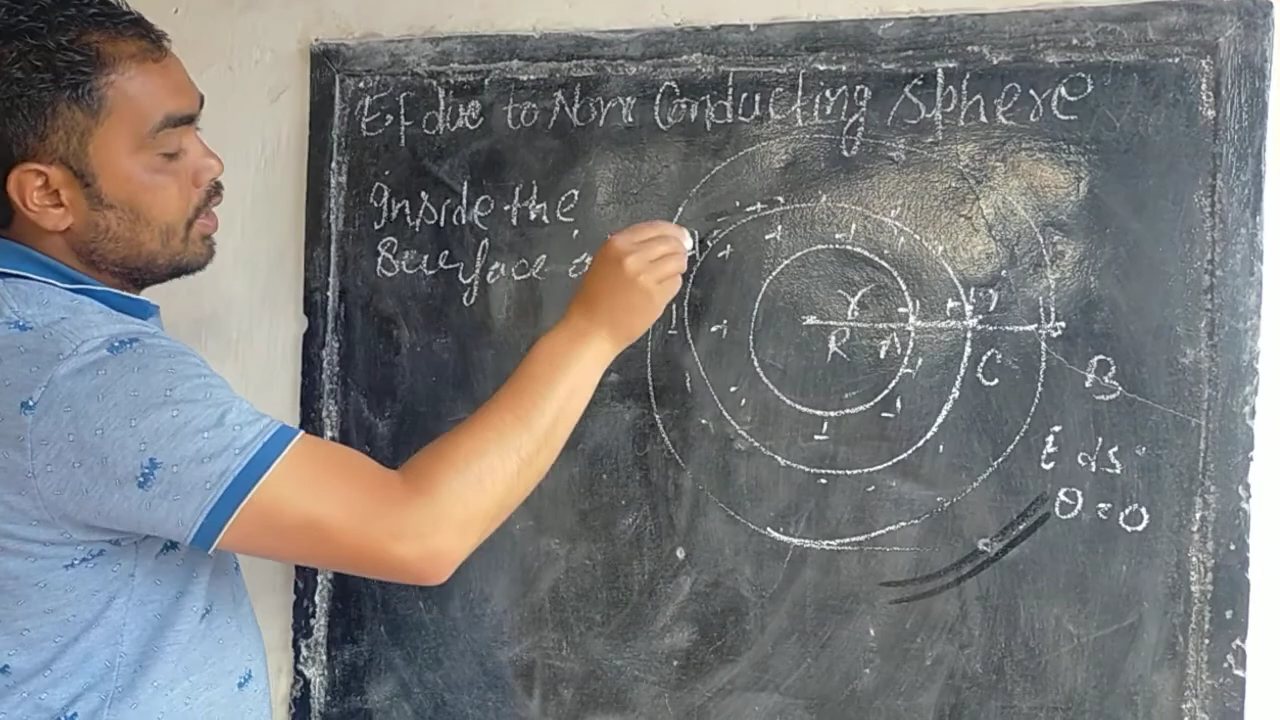 E.f due to Non Conducting Sphere
Inside the
Surface
r
R A
C
B
E ds
θ = 0